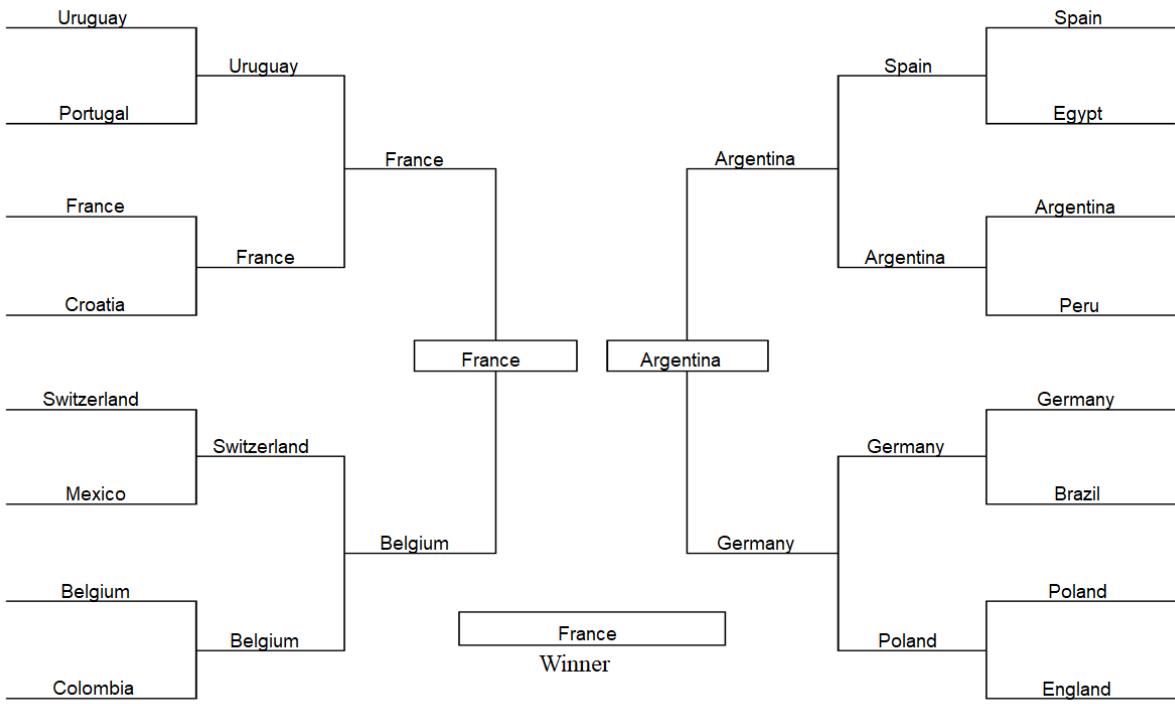 Uruguay
Spain
Uruguay
Spain
Portugal
Egypt
France
Argentina
France
Argentina
France
Argentina
Croatia
Peru
France
Argentina
Switzerland
Germany
Switzerland
Germany
Mexico
Brazil
Belgium
Germany
Belgium
Poland
France
Belgium
Poland
Winner
Colombia
England